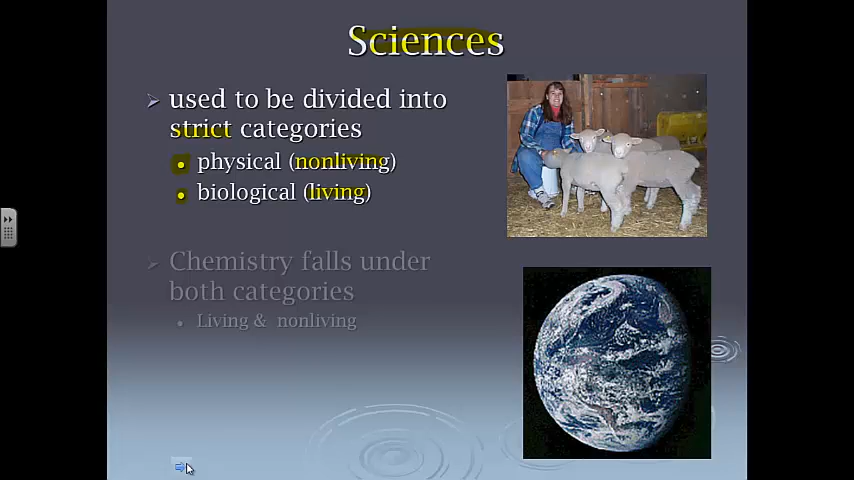 Sciences
used to be divided into
strict categories
physical (nonliving)
biological (living)
Chemistry falls under
both categories
Living & nonliving